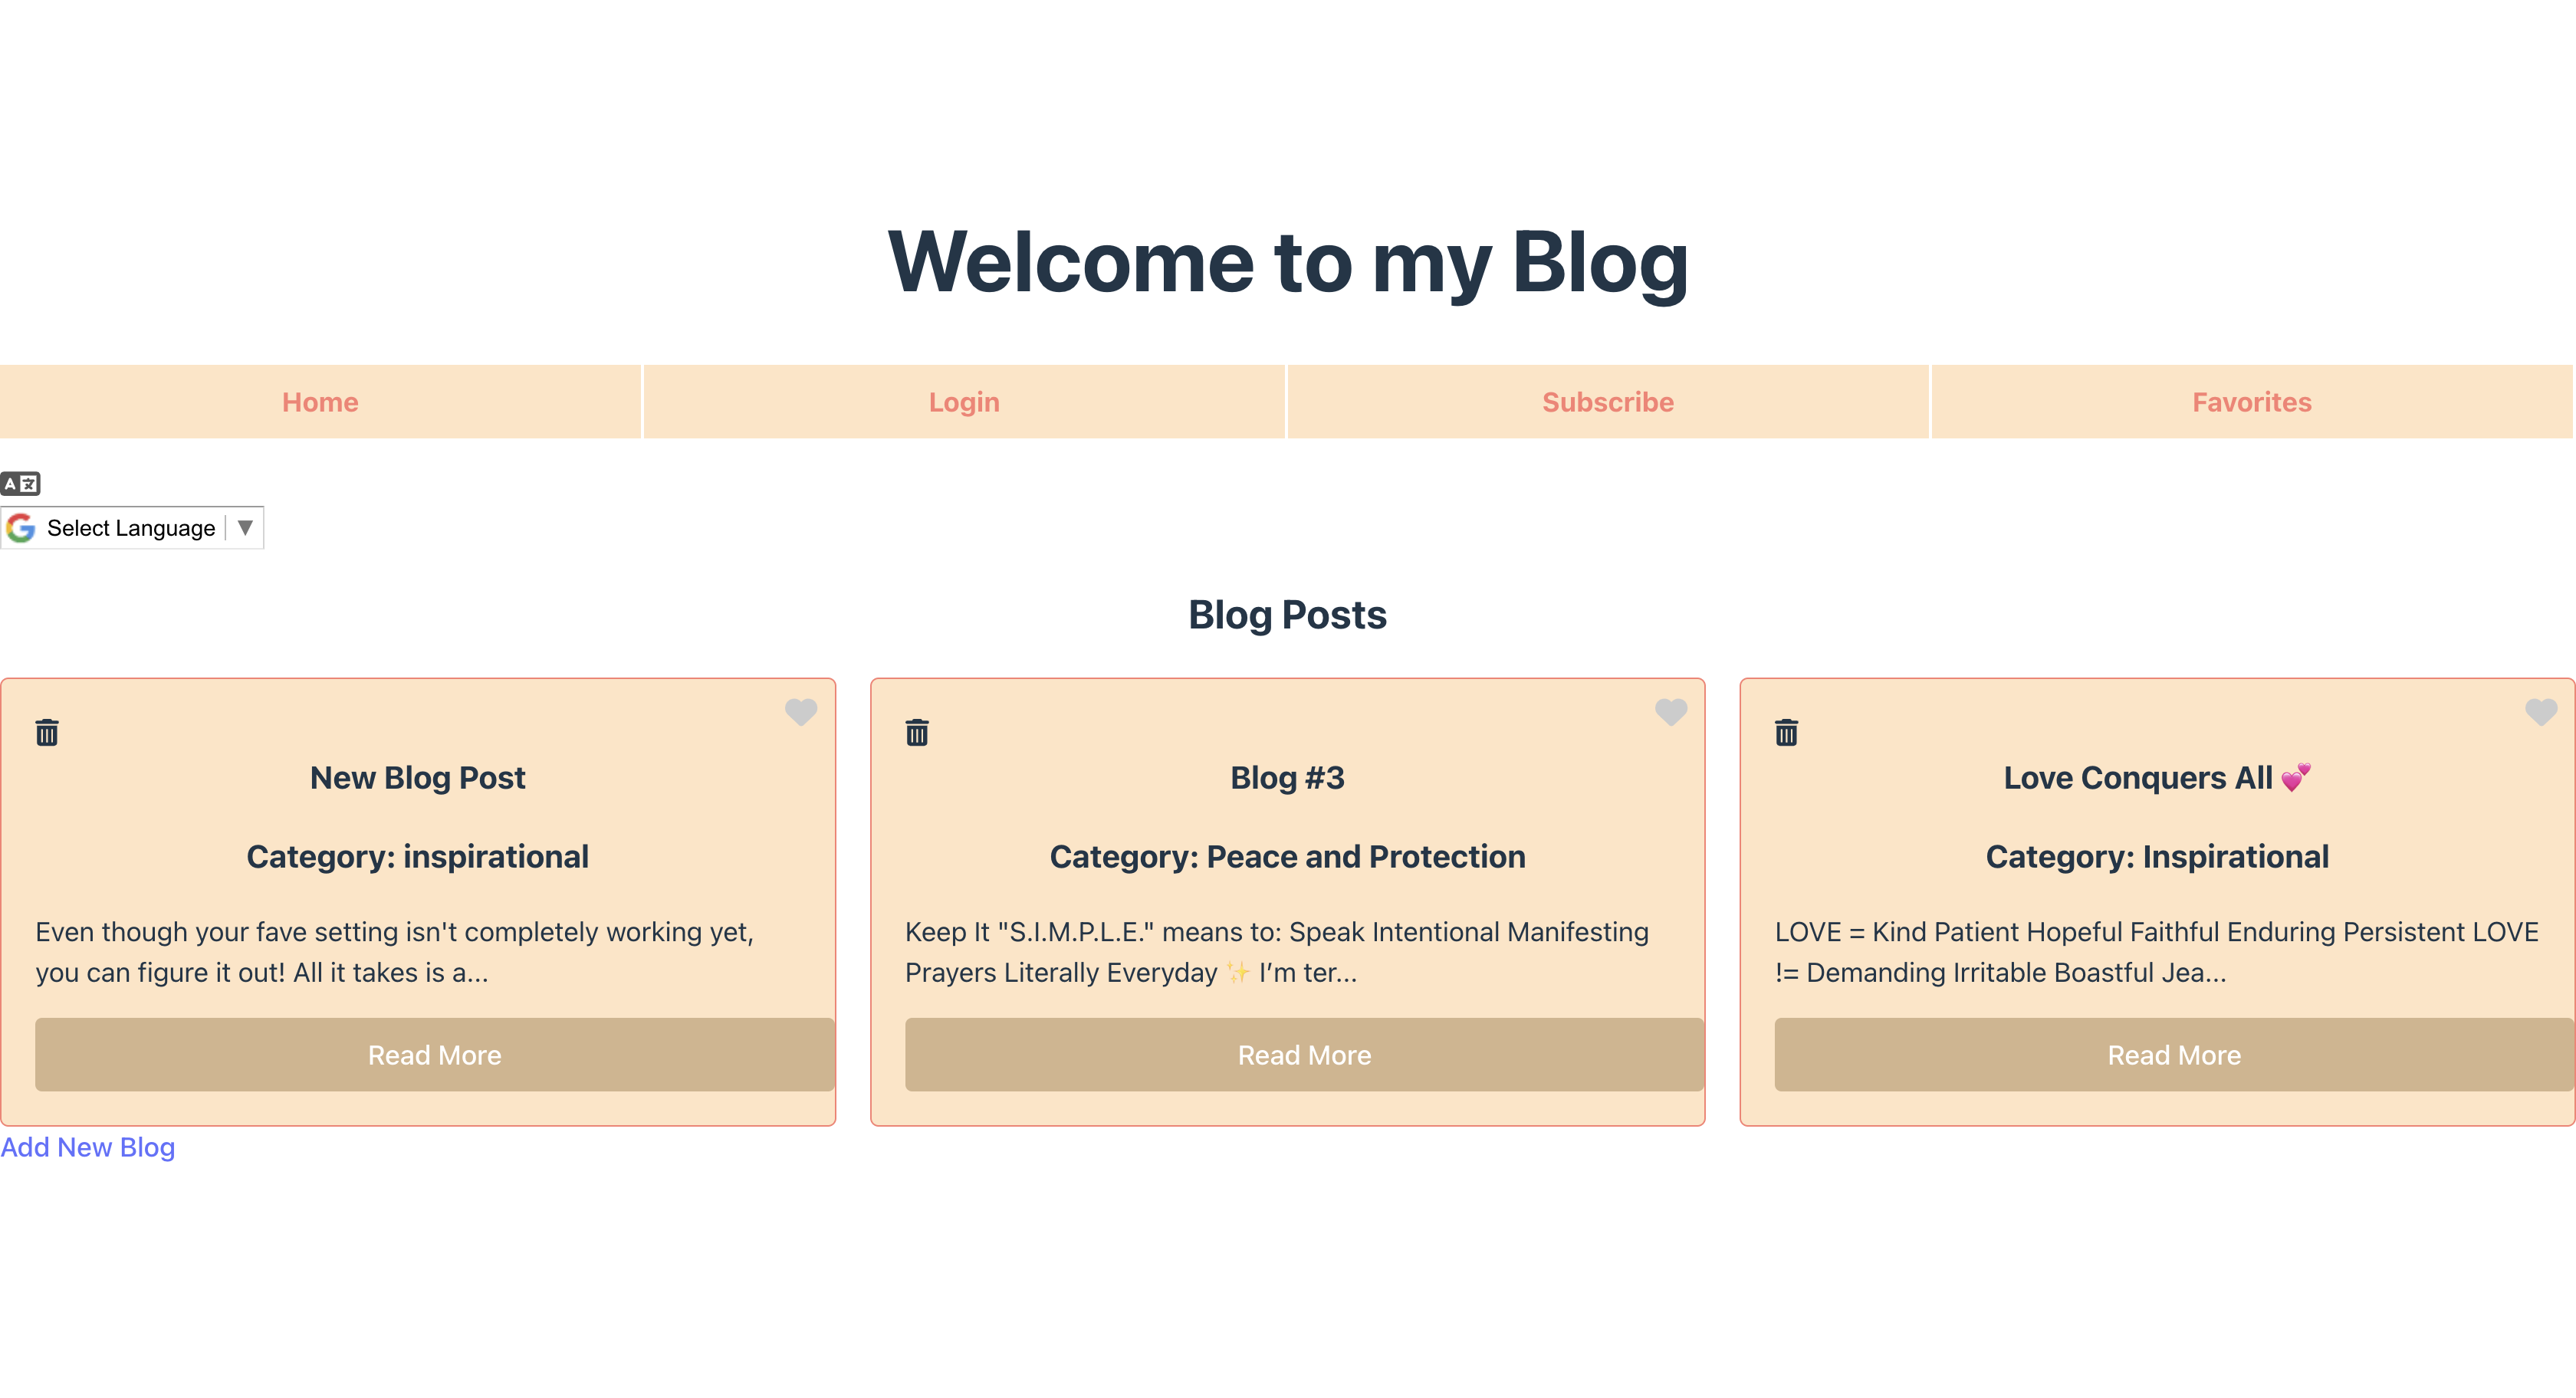 Welcome to my Blog
Home
Login
Subscribe
Favorites
A 文
G Select Language ▼
Blog Posts
New Blog Post
Category: inspirational
Even though your fave setting isn't completely working yet,
you can figure it out! All it takes is a...
Read More
Blog #3
Category: Peace and Protection
Keep It "S.I.M.P.L.E." means to: Speak Intentional Manifesting
Prayers Literally Everyday ✨ I’m ter...
Read More
Love Conquers All 💕
Category: Inspirational
LOVE = Kind Patient Hopeful Faithful Enduring Persistent LOVE
!= Demanding Irritable Boastful Jea...
Read More
Add New Blog